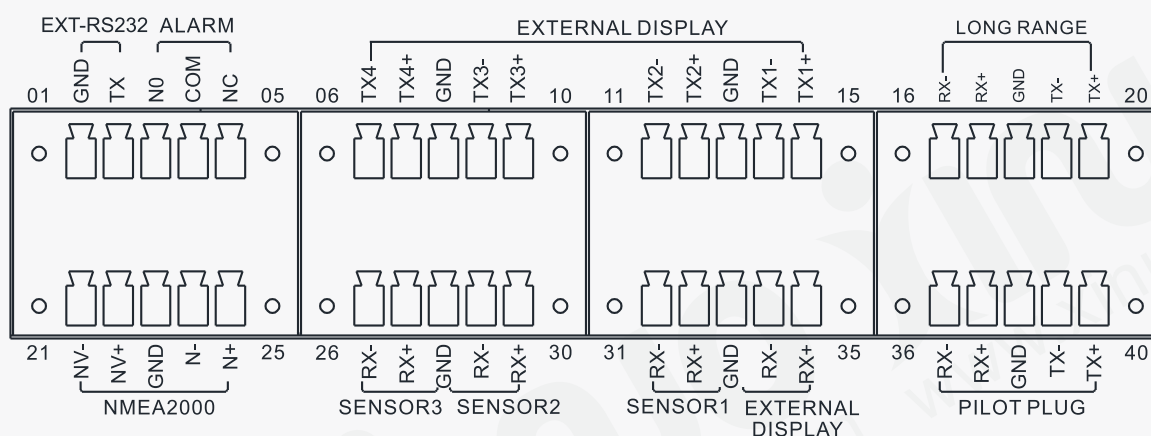 EXT-RS232 ALARM EXTERNAL DISPLAY LONG RANGE
01 GND TX N0 COM NC 05 06 TX4- TX4+ GND TX3- TX3+ 10 11 TX2- TX2+ GND TX1- TX1+ 15 16 RX- RX+ GND TX- TX+ 20
21 NV- NV+ GND N- N+ 25 26 RX- RX+ GND RX- RX+ 30 31 RX- RX+ GND RX- RX+ 35 36 RX- RX+ GND TX- TX+ 40
NMEA2000 SENSOR3 SENSOR2 SENSOR1 EXTERNAL PILOT PLUG
DISPLAY